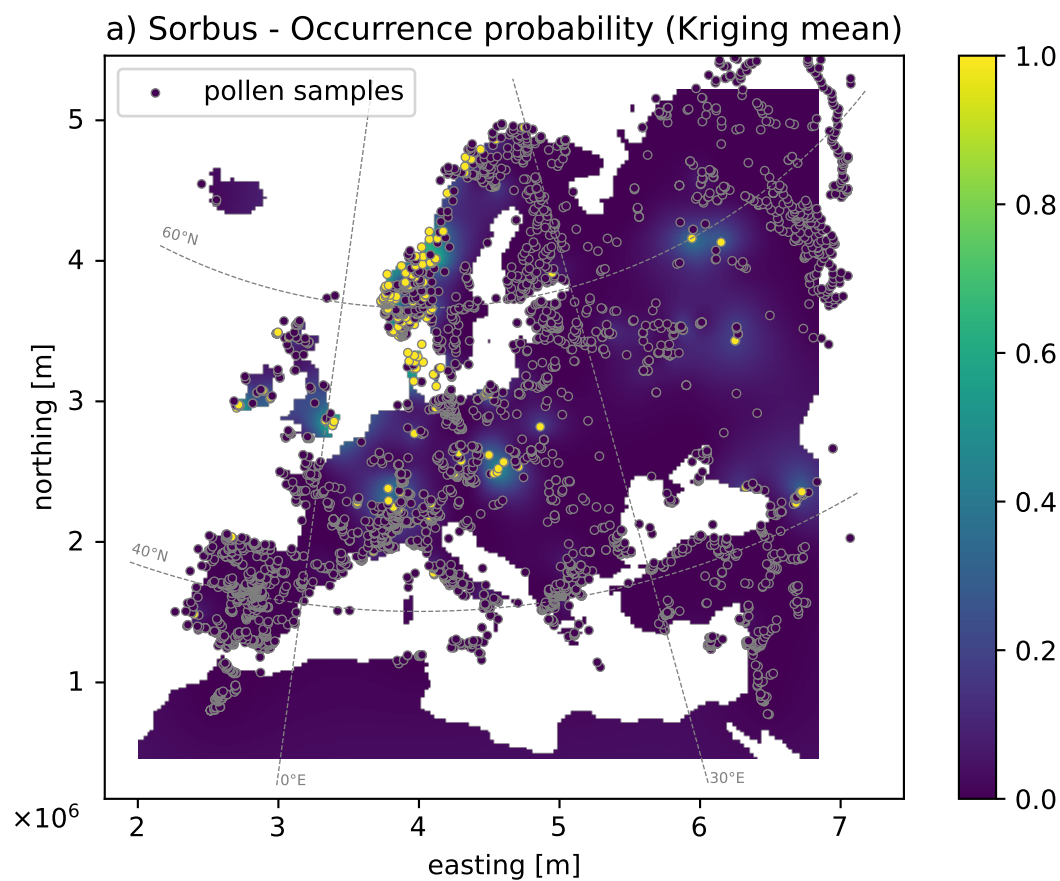 a) Sorbus - Occurrence probability (Kriging mean)
pollen samples
60°N
40°N
0°E
30°E
5
4
3
2
1
northing [m]
×10⁶
2 3 4 5 6 7
easting [m]
1.0
0.8
0.6
0.4
0.2
0.0